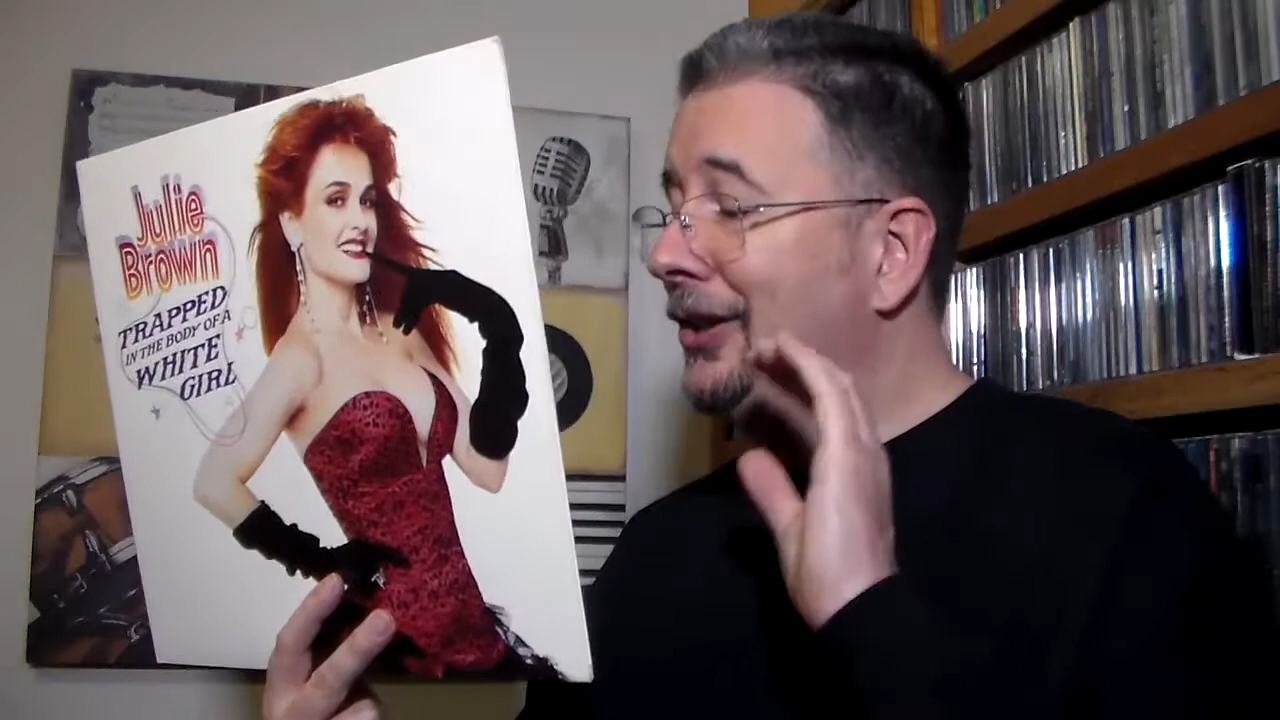 Julie
Brown
TRAPPED
IN THE BODY OF A
WHITE
GIRL